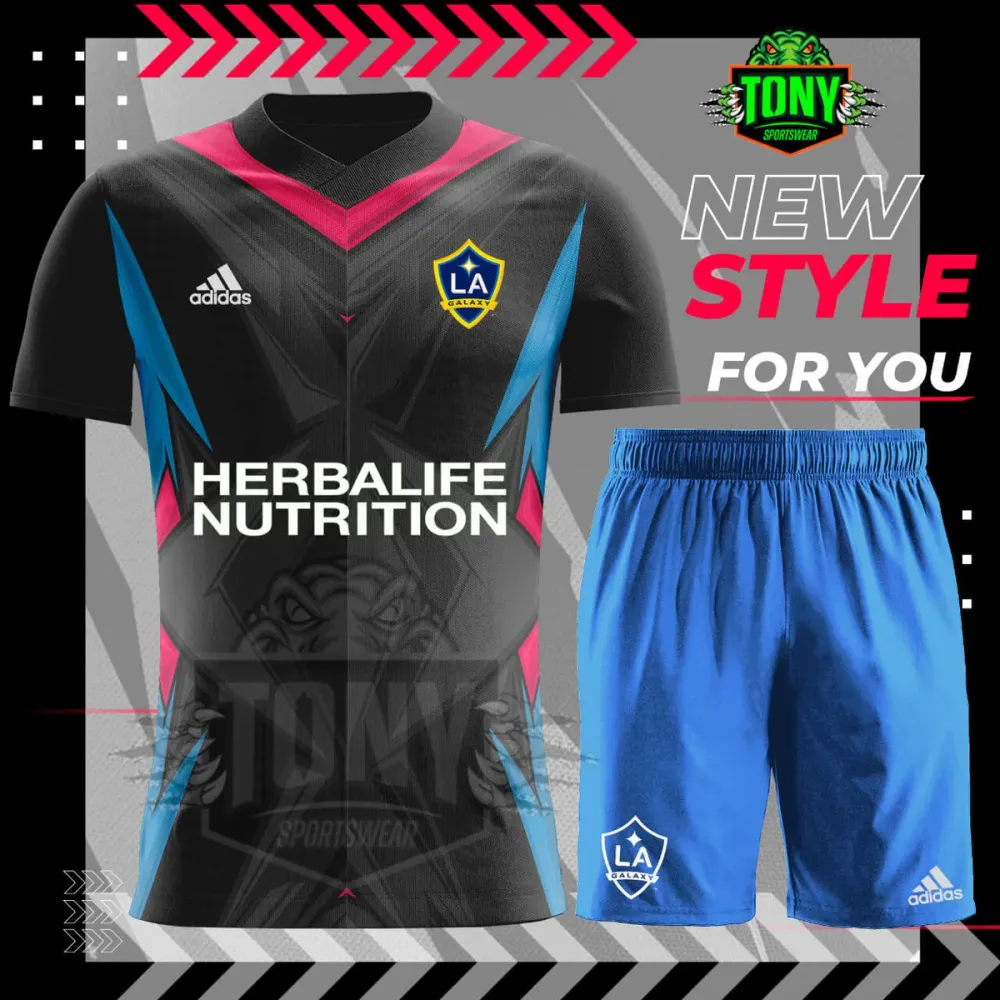 TONY
SPORTSWEAR
NEW
STYLE
FOR YOU
adidas
LA
GALAXY
HERBALIFE
NUTRITION
TONY
SPORTSWEAR
LA
GALAXY
adidas